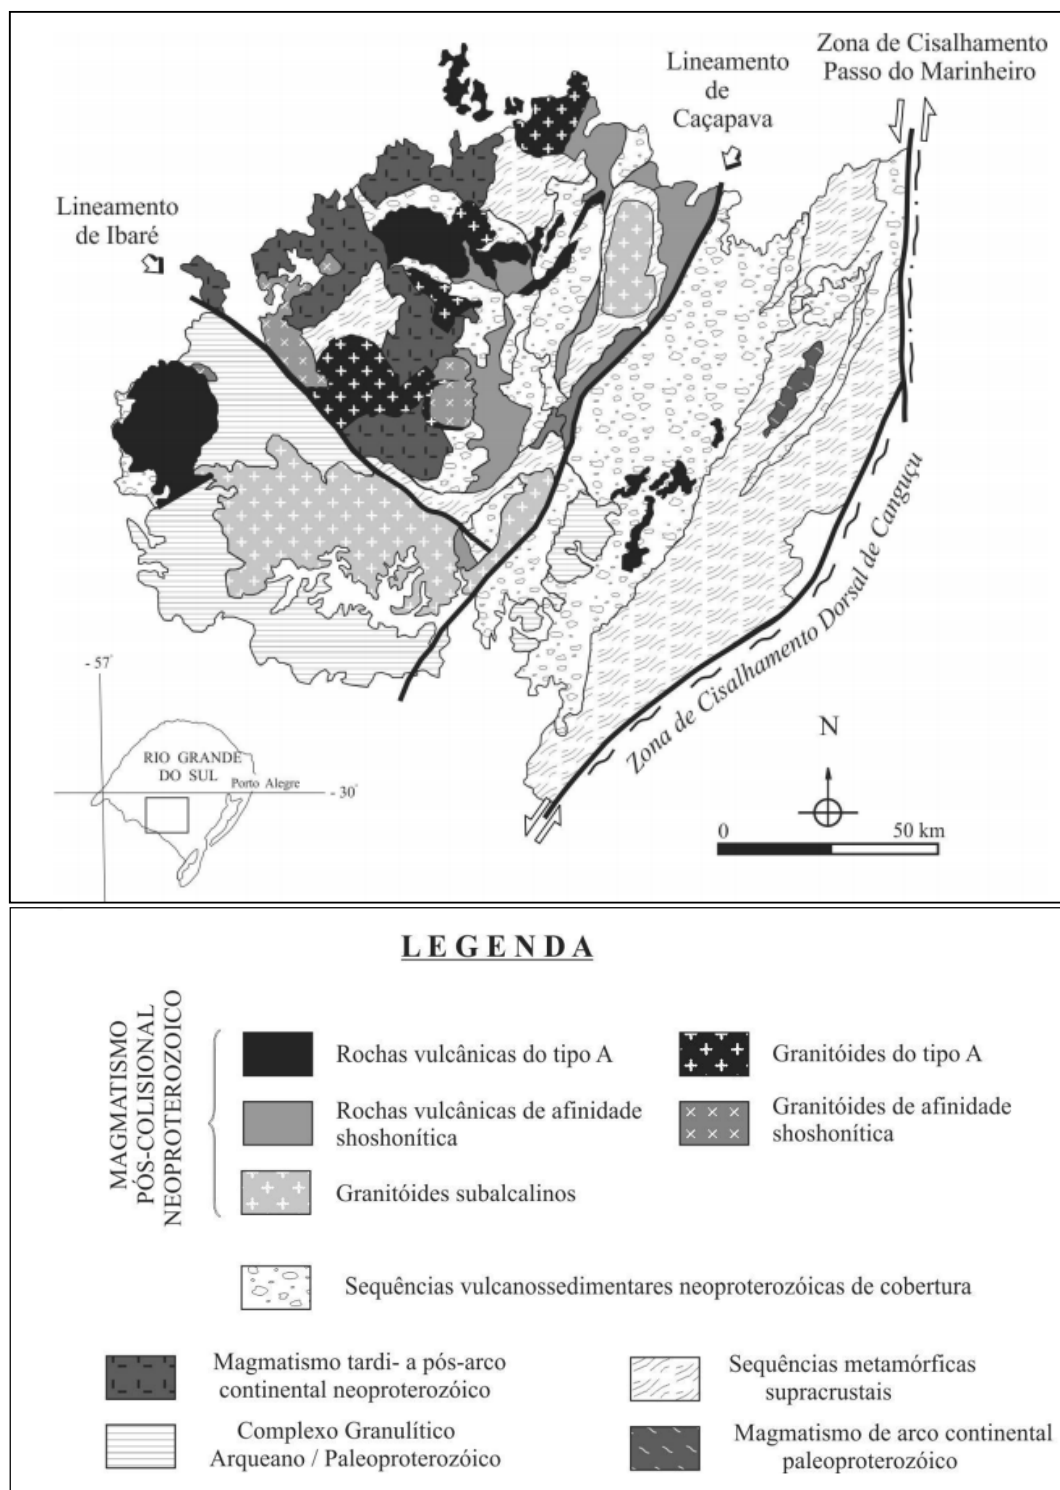 Zona de Cisalhamento
Passo do Marinheiro
Lineamento
de
Caçapava
Lineamento
de Ibaré
Zona de Cisalhamento Dorsal de Canguçu
- 57°
RIO GRANDE
DO SUL
Porto Alegre
- 30°
N
0
50 km
LEGENDA
MAGMATISMO
PÓS-COLISIONAL
NEOPROTEROZOICO
Rochas vulcânicas do tipo A
Granitóides do tipo A
Rochas vulcânicas de afinidade
shoshonítica
Granitóides de afinidade
shoshonítica
Granitóides subalcalinos
Sequências vulcanossedimentares neoproterozóicas de cobertura
Magmatismo tardi- a pós-arco
continental neoproterozóico
Sequências metamórficas
supracrustais
Complexo Granulítico
Arqueano / Paleoproterozóico
Magmatismo de arco continental
paleoproterozóico